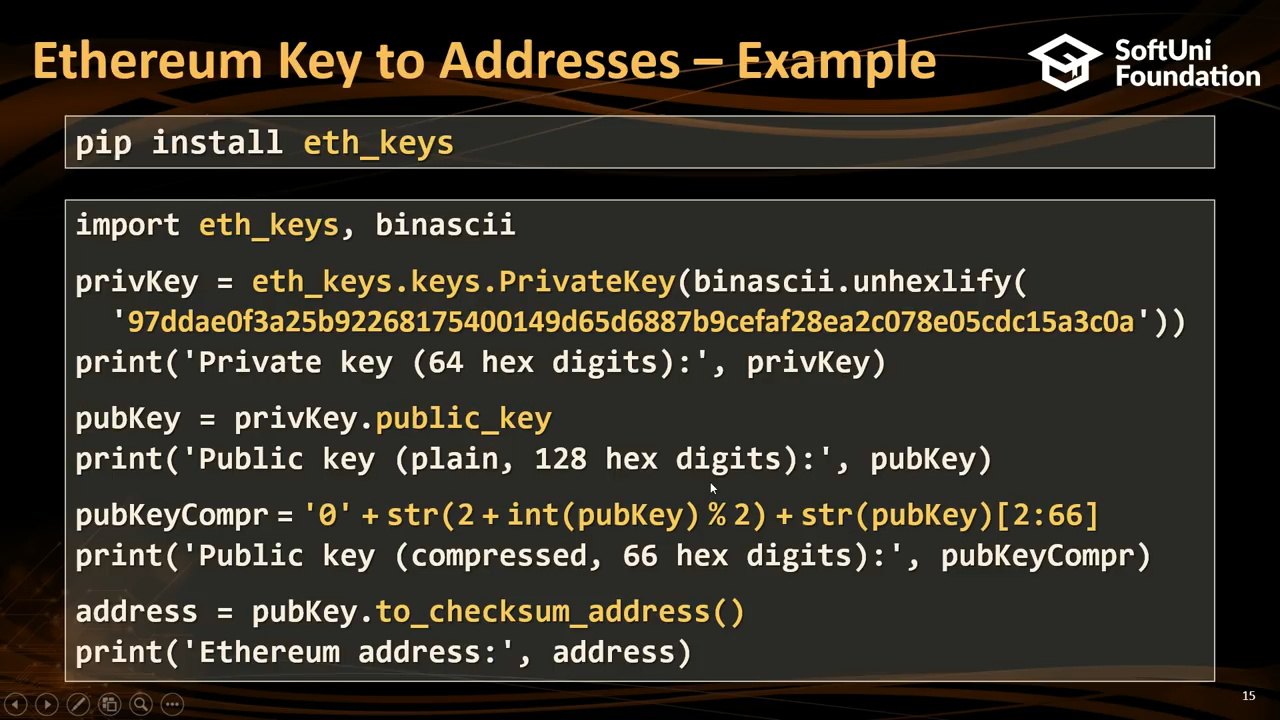 Ethereum Key to Addresses – Example
SoftUni
Foundation
pip install eth_keys
import eth_keys, binascii
privKey = eth_keys.keys.PrivateKey(binascii.unhexlify(
'97ddae0f3a25b92268175400149d65d6887b9cefaf28ea2c078e05cdc15a3c0a'))
print('Private key (64 hex digits):', privKey)
pubKey = privKey.public_key
print('Public key (plain, 128 hex digits):', pubKey)
pubKeyCompr = '0' + str(2 + int(pubKey) % 2) + str(pubKey)[2:66]
print('Public key (compressed, 66 hex digits):', pubKeyCompr)
address = pubKey.to_checksum_address()
print('Ethereum address:', address)
15